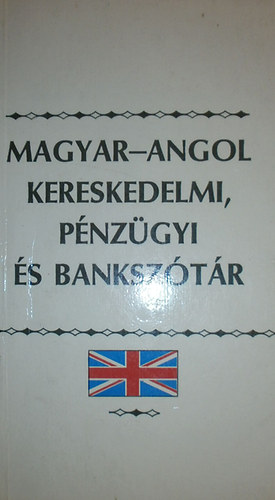 MAGYAR–ANGOL
KERESKEDELMI,
PÉNZÜGYI
ÉS BANKSZÓTÁR